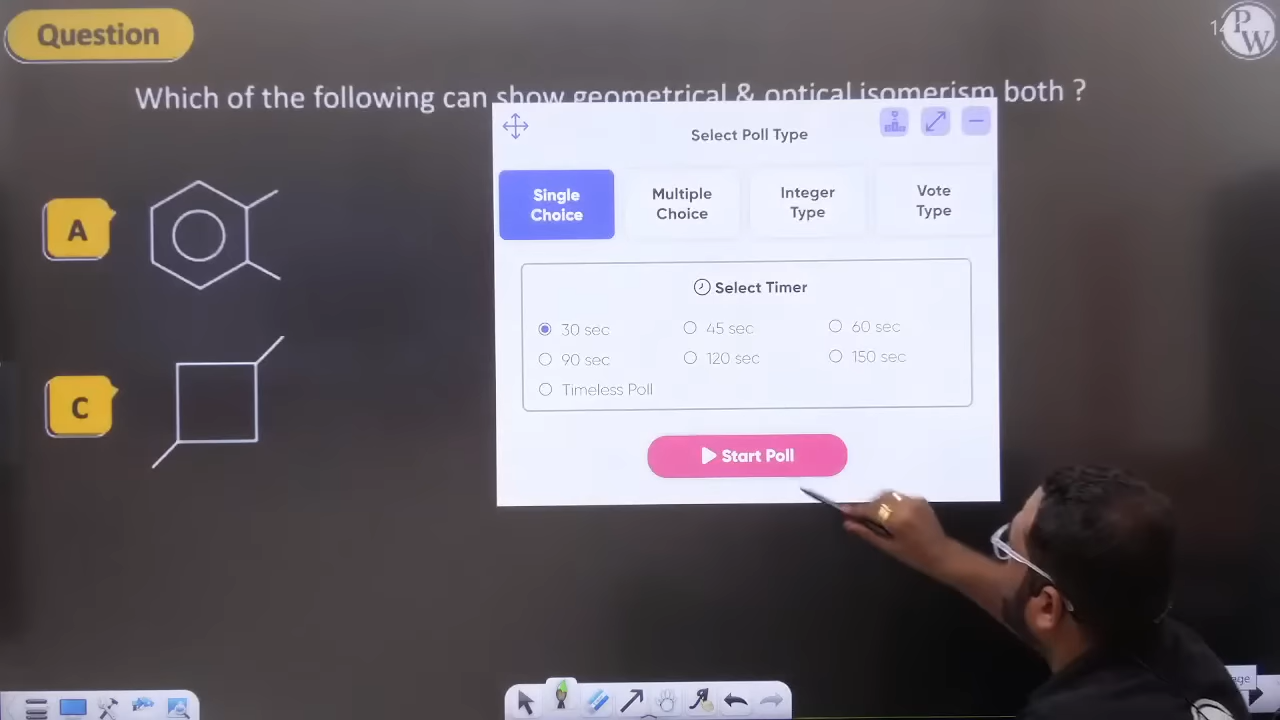 Question
PW
Which of the following can show geometrical & optical isomerism both ?
Select Poll Type
Single Choice
Multiple Choice
Integer Type
Vote Type
A
Select Timer
30 sec
45 sec
60 sec
90 sec
120 sec
150 sec
Timeless Poll
C
Start Poll